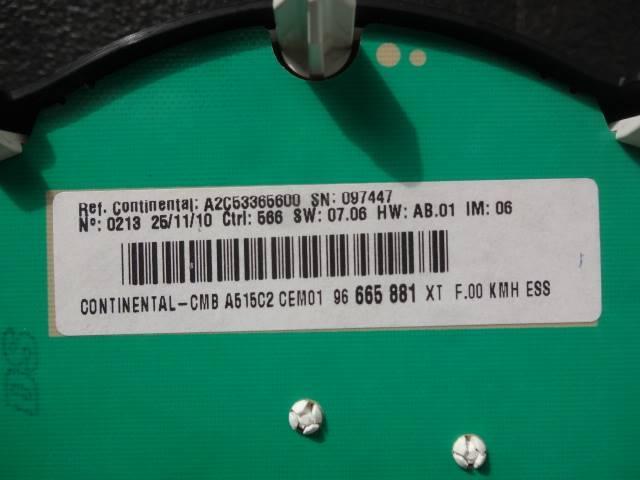 Ref. Continental: A2C53365600 SN: 097447
Nº: 0213 25/11/10 Ctrl: 566 SW: 07.06 HW: AB.01 IM: 06
CONTINENTAL-CMB A515C2 CEM01 96 665 881 XT F.00 KMH ESS